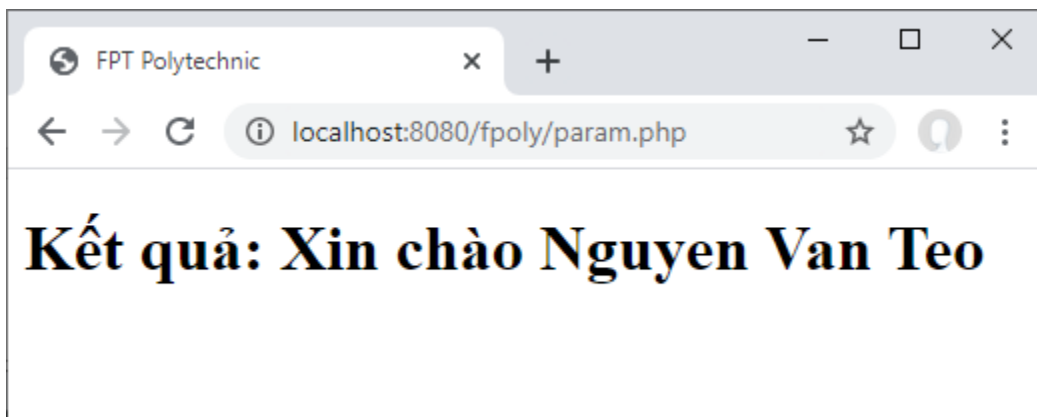 FPT Polytechnic
localhost:8080/fpoly/param.php
Kết quả: Xin chào Nguyen Van Teo